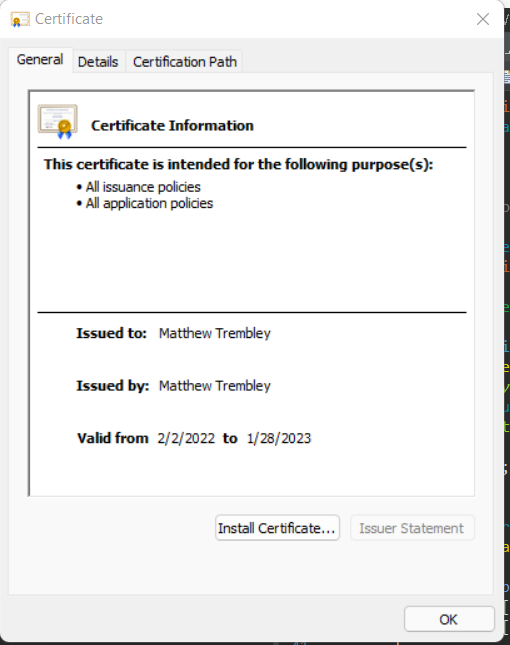 Certificate
General Details Certification Path
Certificate Information
This certificate is intended for the following purpose(s):
• All issuance policies
• All application policies
Issued to: Matthew Trembley
Issued by: Matthew Trembley
Valid from 2/2/2022 to 1/28/2023
Install Certificate... Issuer Statement
OK